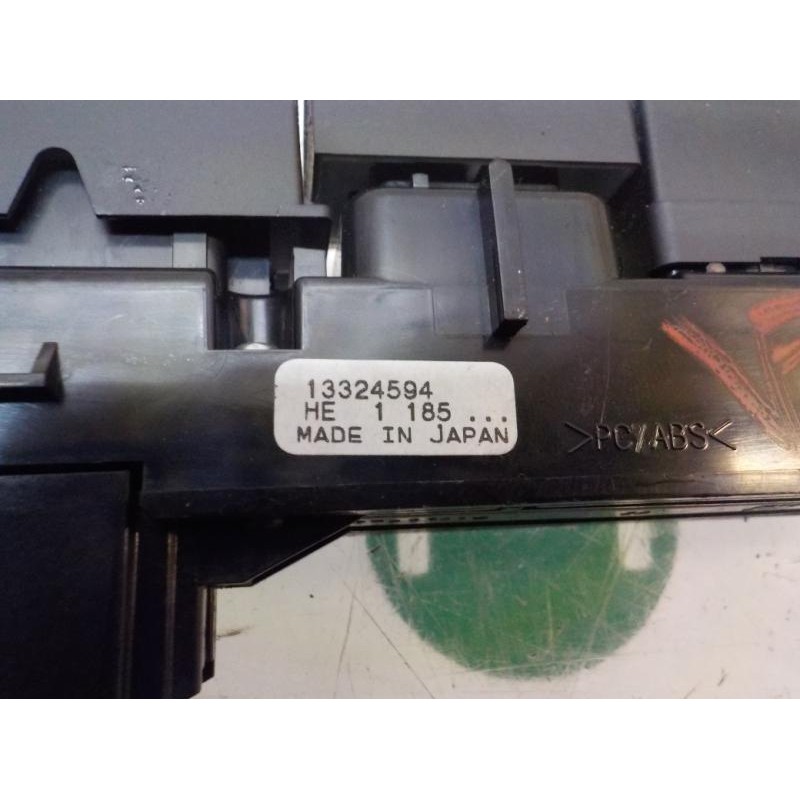 13324594
HE 1 185 ...
MADE IN JAPAN
>PC/ABS<